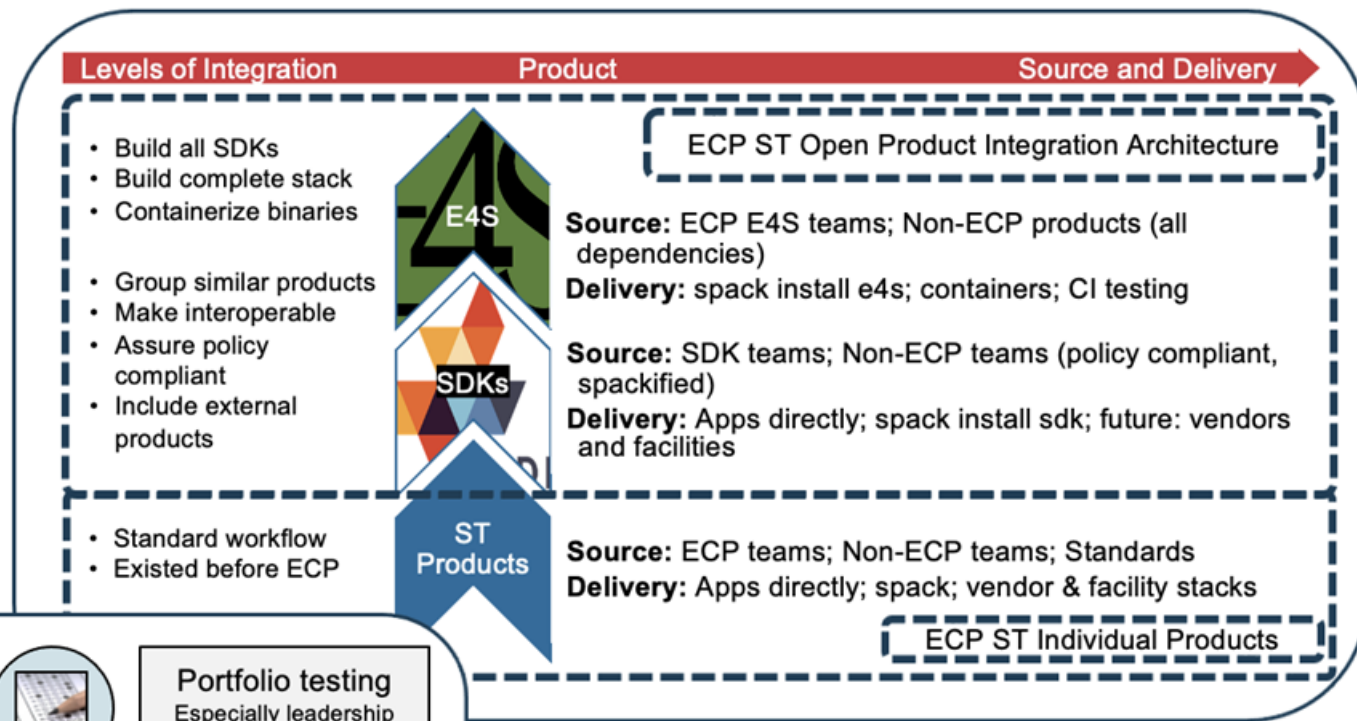 Levels of Integration Product Source and Delivery
ECP ST Open Product Integration Architecture
• Build all SDKs
• Build complete stack
• Containerize binaries
E4S
Source: ECP E4S teams; Non-ECP products (all
dependencies)
Delivery: spack install e4s; containers; CI testing
• Group similar products
• Make interoperable
• Assure policy
compliant
• Include external
products
SDKs
Source: SDK teams; Non-ECP teams (policy compliant,
spackified)
Delivery: Apps directly; spack install sdk; future: vendors
and facilities
• Standard workflow
• Existed before ECP
ST
Products
Source: ECP teams; Non-ECP teams; Standards
Delivery: Apps directly; spack; vendor & facility stacks
ECP ST Individual Products
Portfolio testing
Especially leadership